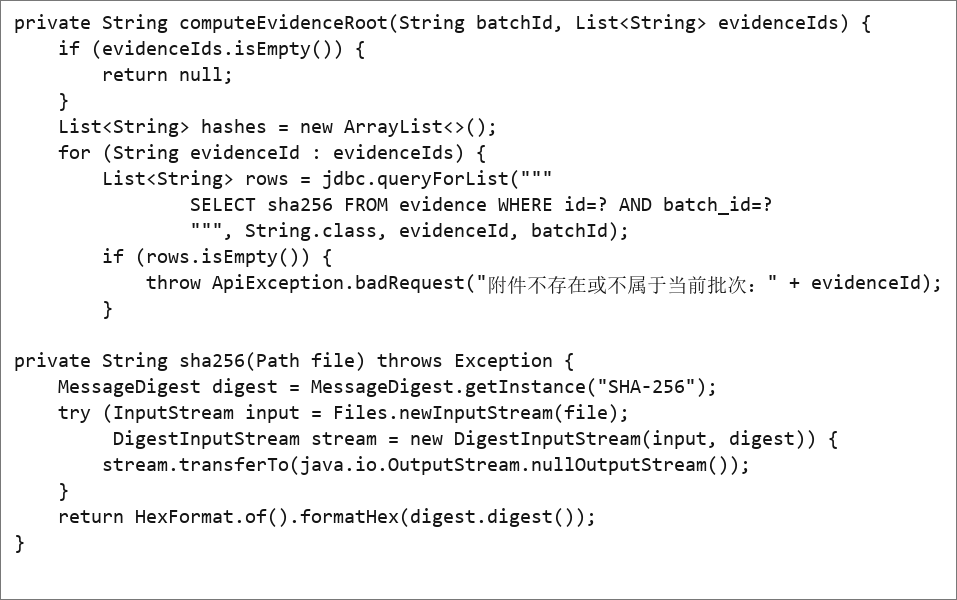 private String computeEvidenceRoot(String batchId, List<String> evidenceIds) {
    if (evidenceIds.isEmpty()) {
        return null;
    }
    List<String> hashes = new ArrayList<>();
    for (String evidenceId : evidenceIds) {
        List<String> rows = jdbc.queryForList("""
                SELECT sha256 FROM evidence WHERE id=? AND batch_id=?
                """, String.class, evidenceId, batchId);
        if (rows.isEmpty()) {
            throw ApiException.badRequest("附件不存在或不属于当前批次：" + evidenceId);
        }

private String sha256(Path file) throws Exception {
    MessageDigest digest = MessageDigest.getInstance("SHA-256");
    try (InputStream input = Files.newInputStream(file);
         DigestInputStream stream = new DigestInputStream(input, digest)) {
        stream.transferTo(java.io.OutputStream.nullOutputStream());
    }
    return HexFormat.of().formatHex(digest.digest());
}